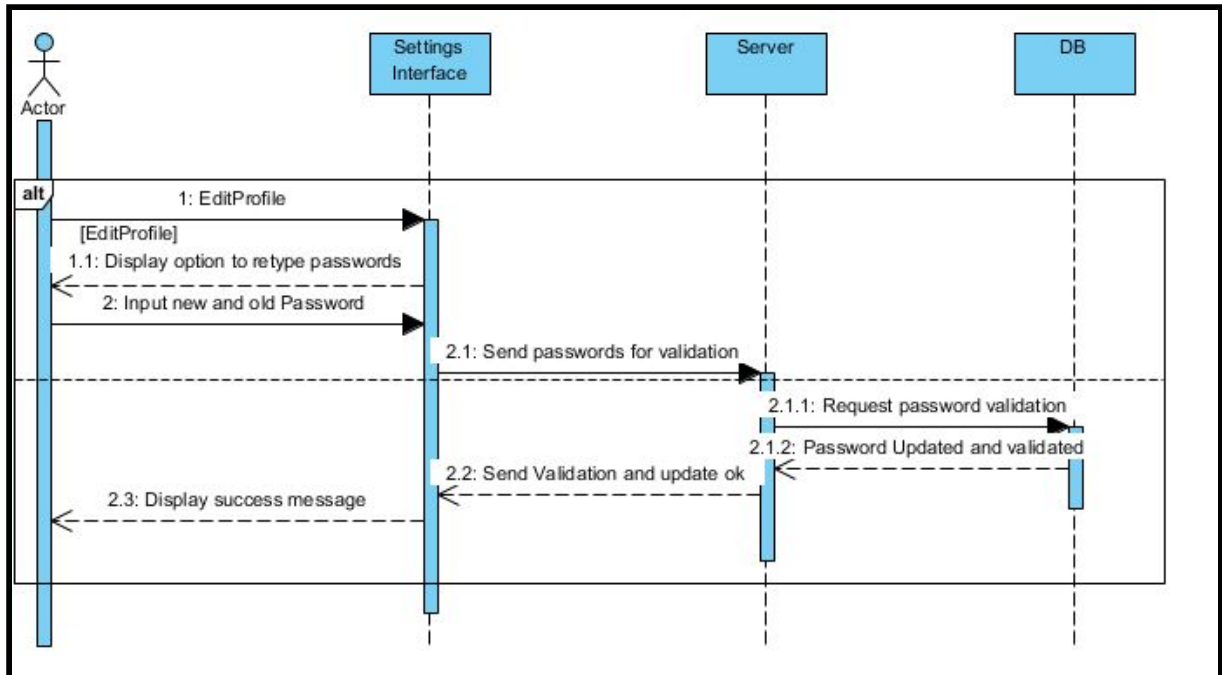 Settings
Interface
Server
DB
Actor
alt
1: EditProfile
[EditProfile]
1.1: Display option to retype passwords
2: Input new and old Password
2.1: Send passwords for validation
2.1.1: Request password validation
2.1.2: Password Updated and validated
2.2: Send Validation and update ok
2.3: Display success message